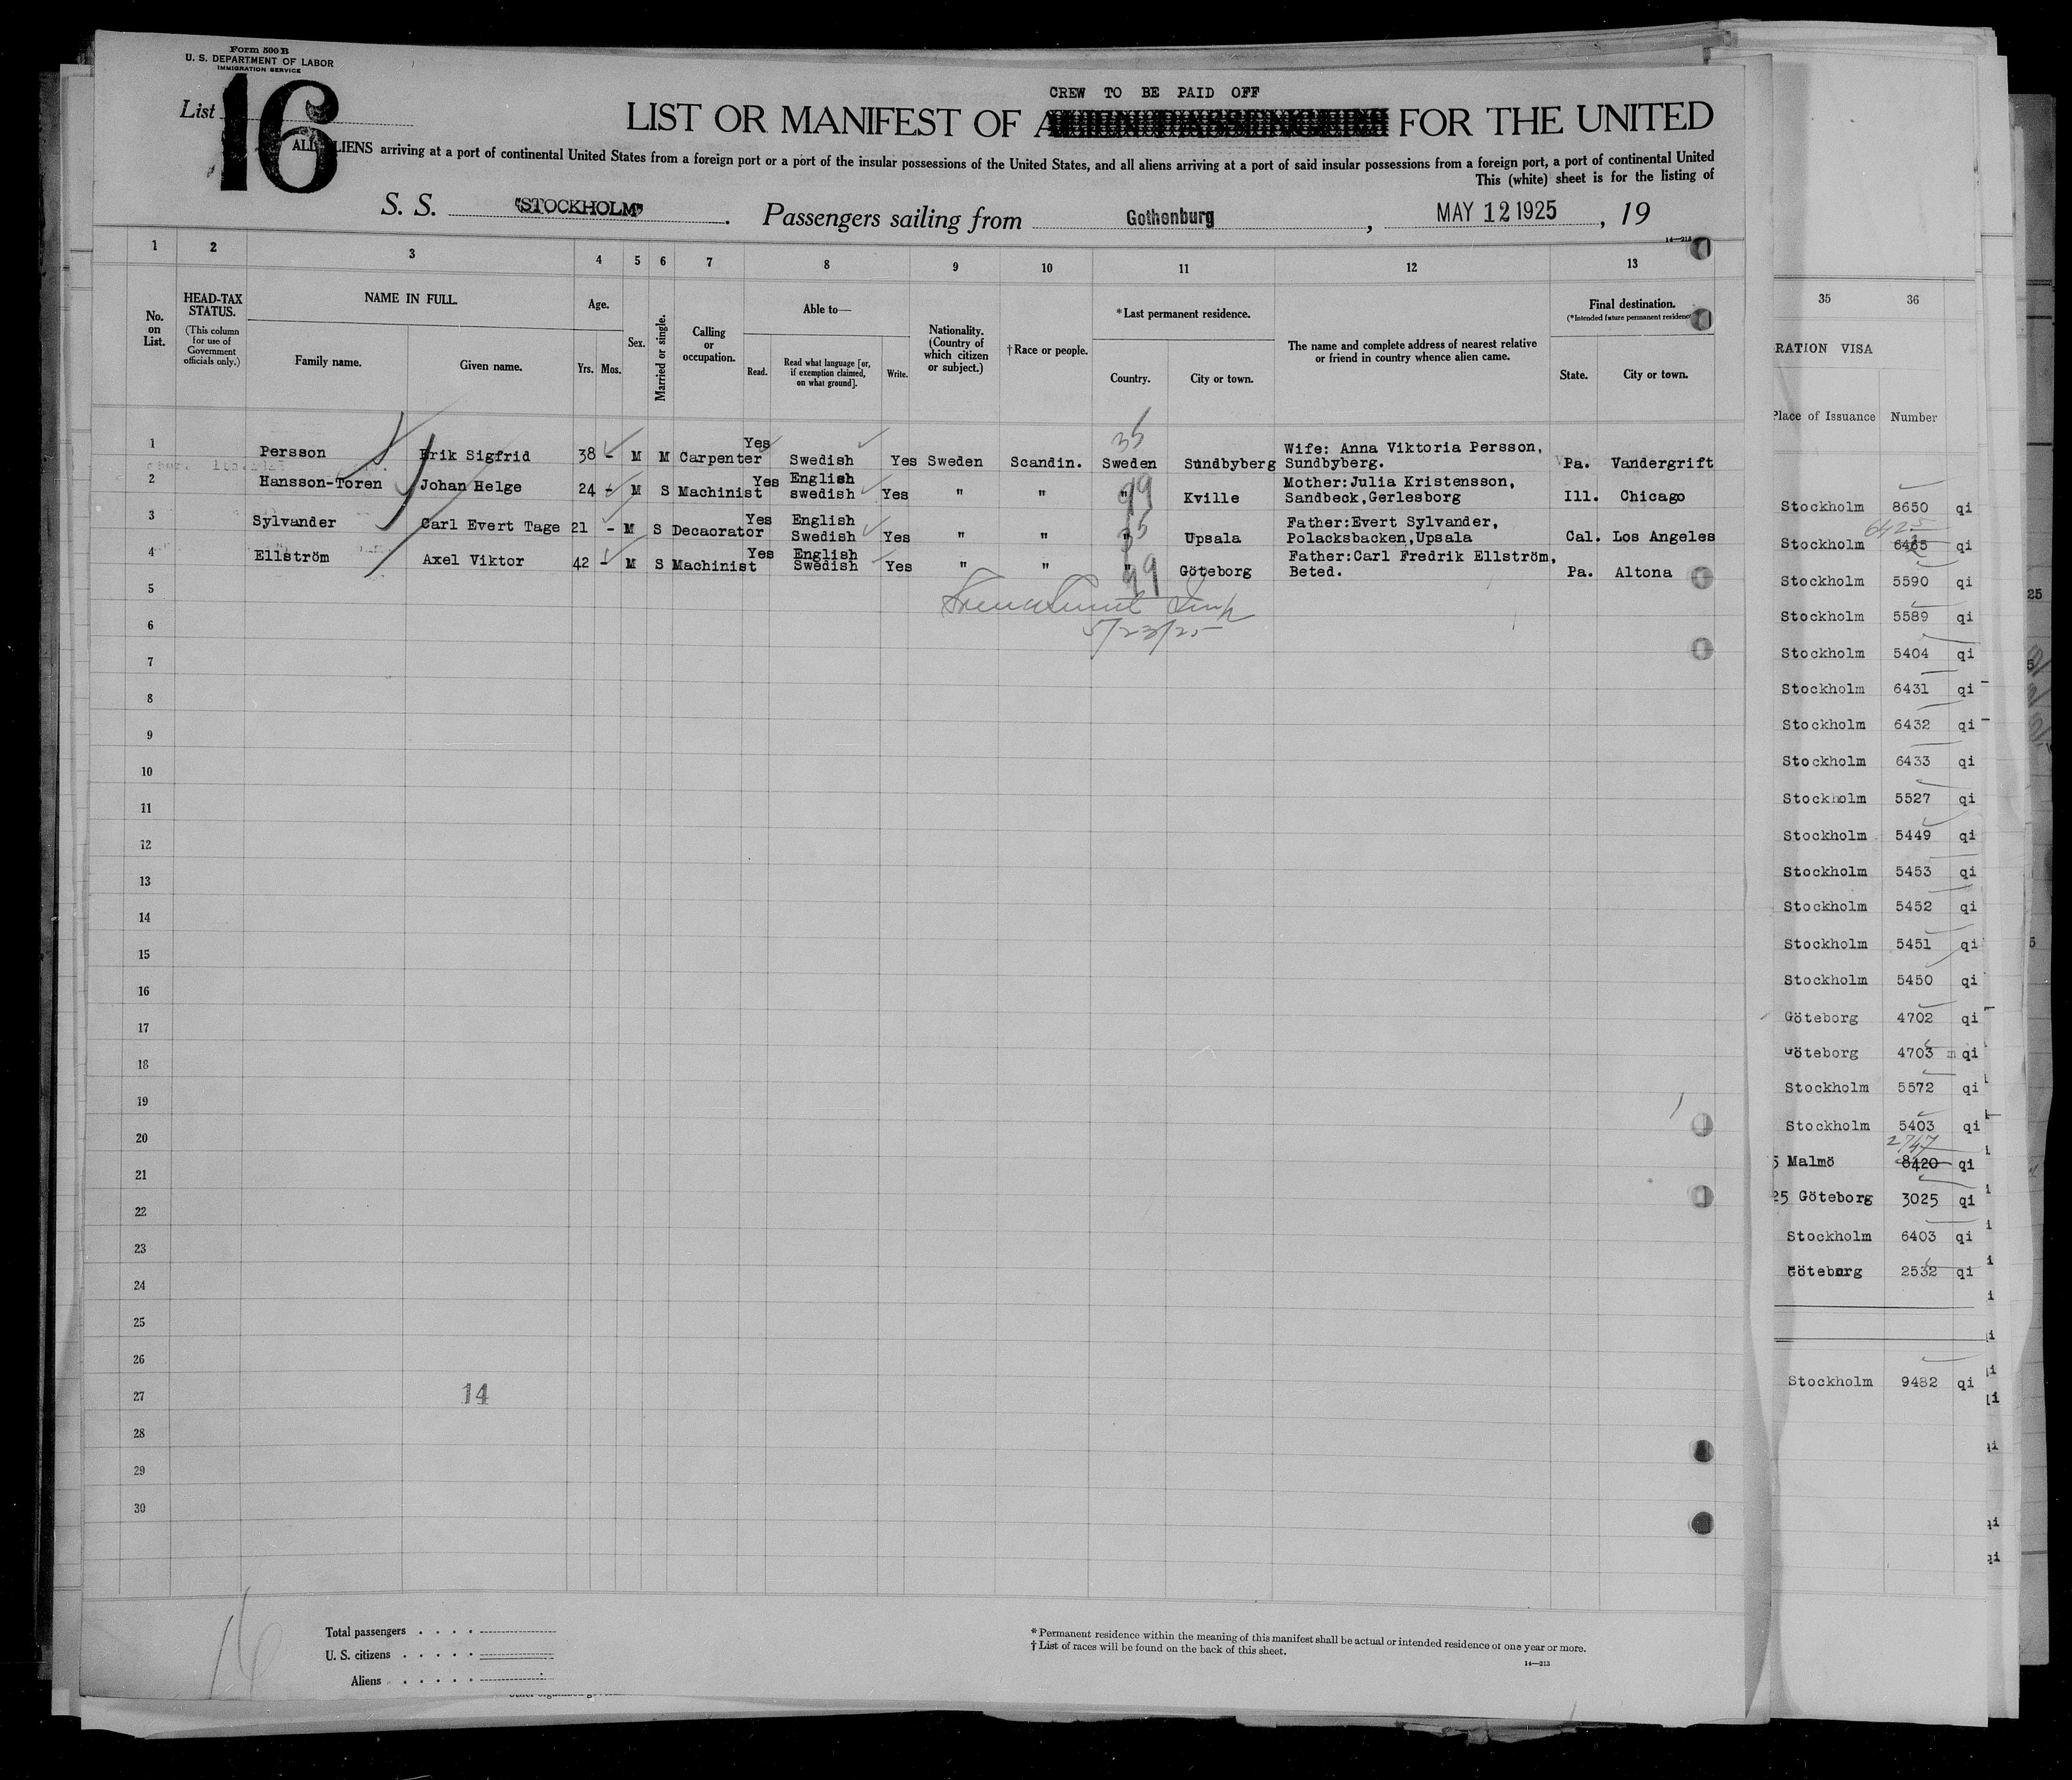 Form 500 B
U. S. DEPARTMENT OF LABOR
IMMIGRATION SERVICE
List 16
CREW TO BE PAID OFF
LIST OR MANIFEST OF ALIEN PASSENGERS FOR THE UNITED
ALL ALIENS arriving at a port of continental United States from a foreign port or a port of the insular possessions of the United States, and all aliens arriving at a port of said insular possessions from a foreign port, a port of continental United
This (white) sheet is for the listing of
S. S. "STOCKHOLM" . Passengers sailing from Gothenburg , MAY 12 1925 , 19
14—213
1 2 3 4 5 6 7 8 9 10 11 12 13
No. on List.
HEAD-TAX STATUS.
(This column for use of Government officials only.)
NAME IN FULL.
Family name. Given name.
Age.
Yrs. Mos.
Sex.
Married or single.
Calling or occupation.
Able to—
Read. Read what language [or, if exemption claimed, on what ground]. Write.
Nationality. (Country of which citizen or subject.)
†Race or people.
*Last permanent residence.
Country. City or town.
The name and complete address of nearest relative or friend in country whence alien came.
Final destination.
(*Intended future permanent residence
State. City or town.
1 Persson Erik Sigfrid 38 - M M Carpenter Yes Swedish Yes Sweden Scandin. 35 Sweden Sundbyberg Wife: Anna Viktoria Persson, Sundbyberg. Pa. Vandergrift
2 Hansson-Toren Johan Helge 24 - M S Machinist Yes English swedish Yes " " " 99 Kville Mother:Julia Kristensson, Sandbeck,Gerlesborg Ill. Chicago
3 Sylvander Carl Evert Tage 21 - M S Decaorator Yes English Swedish Yes " " " 35 Upsala Father:Evert Sylvander, Polacksbacken,Upsala Cal. Los Angeles
4 Ellström Axel Viktor 42 - M S Machinist Yes English Swedish Yes " " " 99 Göteborg Father:Carl Fredrik Ellström, Beted. Pa. Altona
5
5/23/25
6
7
8
9
10
11
12
13
14
15
16
17
18
19
20
21
22
23
24
25
26
27 14
28
29
30
16
Total passengers . . . .
U. S. citizens . . . . .
Aliens . . . . . .
* Permanent residence within the meaning of this manifest shall be actual or intended residence of one year or more.
† List of races will be found on the back of this sheet.
14—213
35 36
RATION VISA
Place of Issuance Number
Stockholm 8650 qi
6425
Stockholm 6465 qi
Stockholm 5590 qi
Stockholm 5589 qi
Stockholm 5404 qi
Stockholm 6431 qi
Stockholm 6432 qi
Stockholm 6433 qi
Stockholm 5527 qi
Stockholm 5449 qi
Stockholm 5453 qi
Stockholm 5452 qi
Stockholm 5451 qi
Stockholm 5450 qi
Göteborg 4702 qi
Göteborg 4703 qi
Stockholm 5572 qi
Stockholm 5403 qi
2747
5 Malmö 8420 qi
25 Göteborg 3025 qi
Stockholm 6403 qi
Göteborg 2532 qi
Stockholm 9482 qi